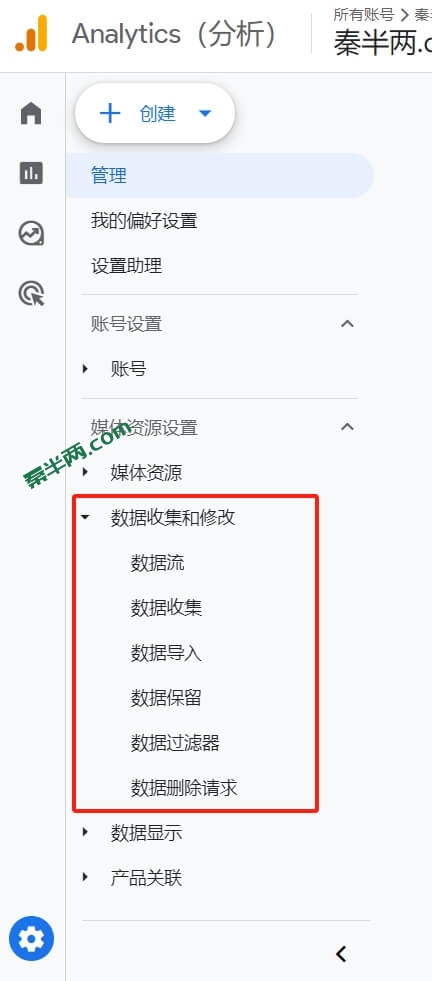 Analytics（分析）
所有账号 > 秦
秦半两.c
创建
管理
我的偏好设置
设置助理
账号设置
账号
媒体资源设置
秦半两.com
媒体资源
数据收集和修改
数据流
数据收集
数据导入
数据保留
数据过滤器
数据删除请求
数据显示
产品关联